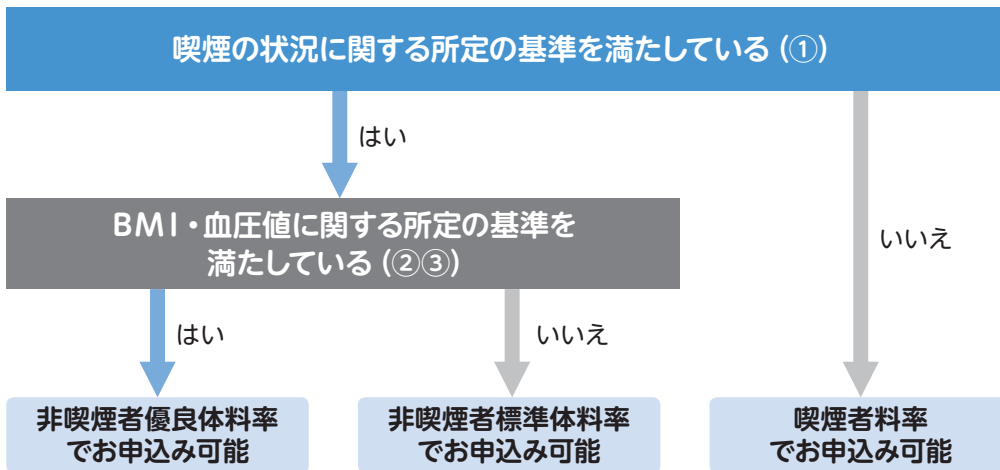 喫煙の状況に関する所定の基準を満たしている（①）
はい
いいえ
BMI・血圧値に関する所定の基準を
満たしている（②③）
はい
いいえ
非喫煙者優良体料率
でお申込み可能
非喫煙者標準体料率
でお申込み可能
喫煙者料率
でお申込み可能